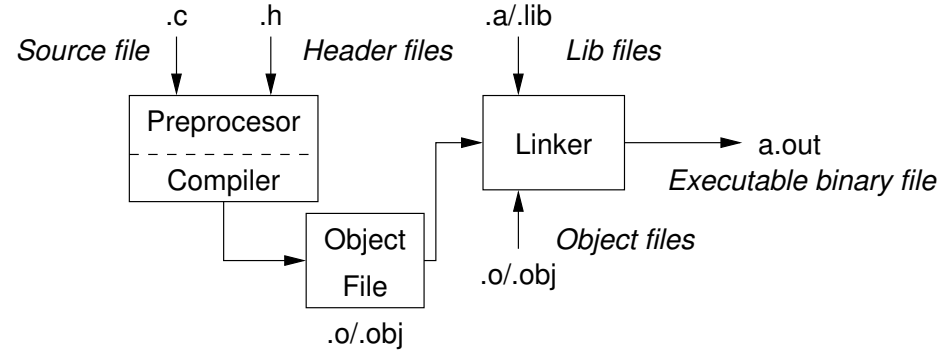 .c
.h
.a/.lib
Source file
Header files
Lib files
Preprocesor
Compiler
Linker
a.out
Executable binary file
Object
File
Object files
.o/.obj
.o/.obj